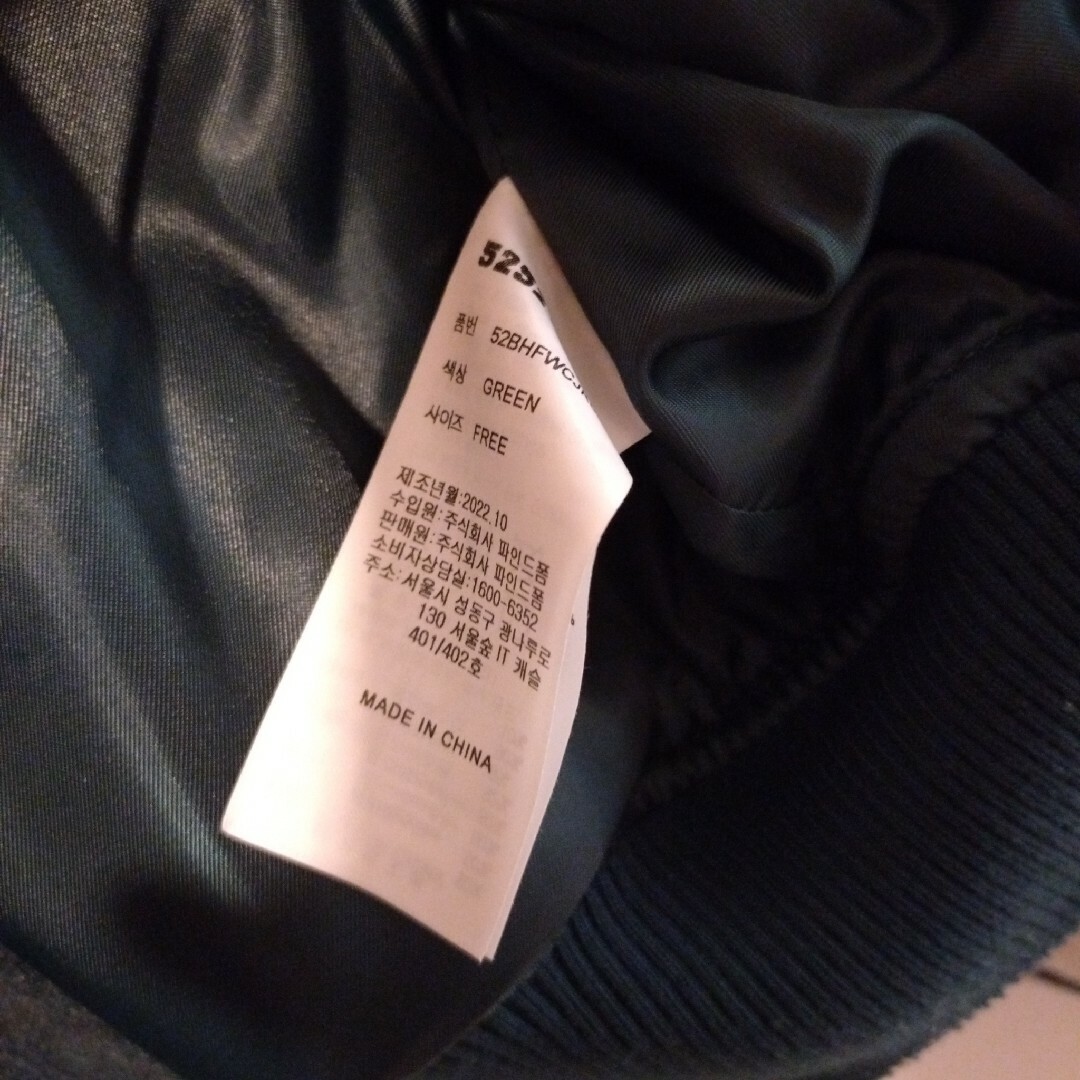 품번 52BHFWCJ
색상 GREEN
사이즈 FREE
제조년월:2022.10
수입원:주식회사 파인드폼
판매원:주식회사 파인드폼
소비자상담실:1600-6352
주소:서울시 성동구 광나루로
130 서울숲 IT 캐슬
401/402호
MADE IN CHINA